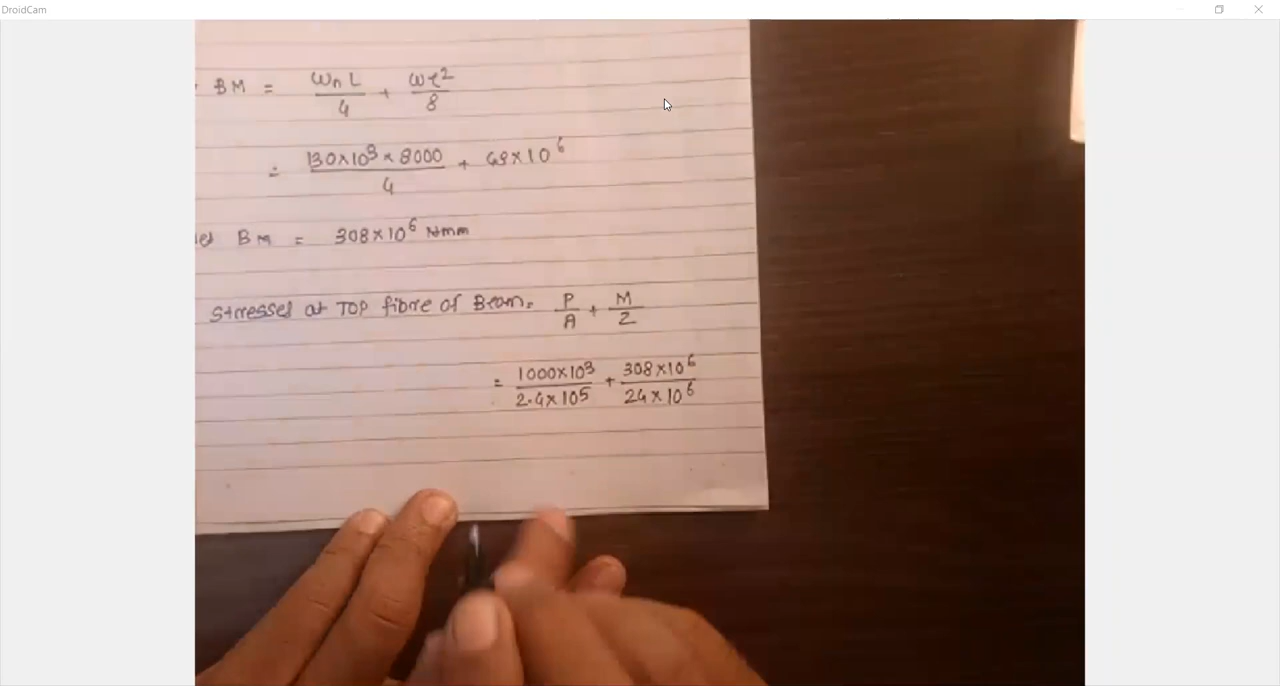 DroidCam
BM = WnL/4 + wl²/8
= 130×10³ × 8000/4 + 48×10⁶
BM = 308×10⁶ Nmm
Stresses at TOP fibre of Beam = P/A + M/Z
= 1000×10³/2.4×10⁵ + 308×10⁶/24×10⁶